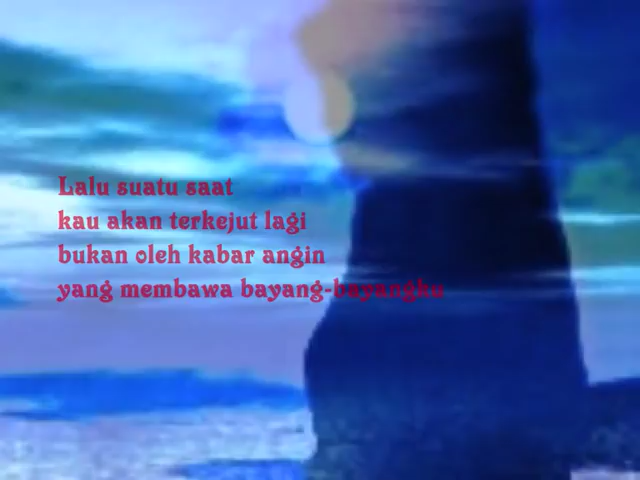 Lalu suatu saat
kau akan terkejut lagi
bukan oleh kabar angin
yang membawa bayang-bayangku